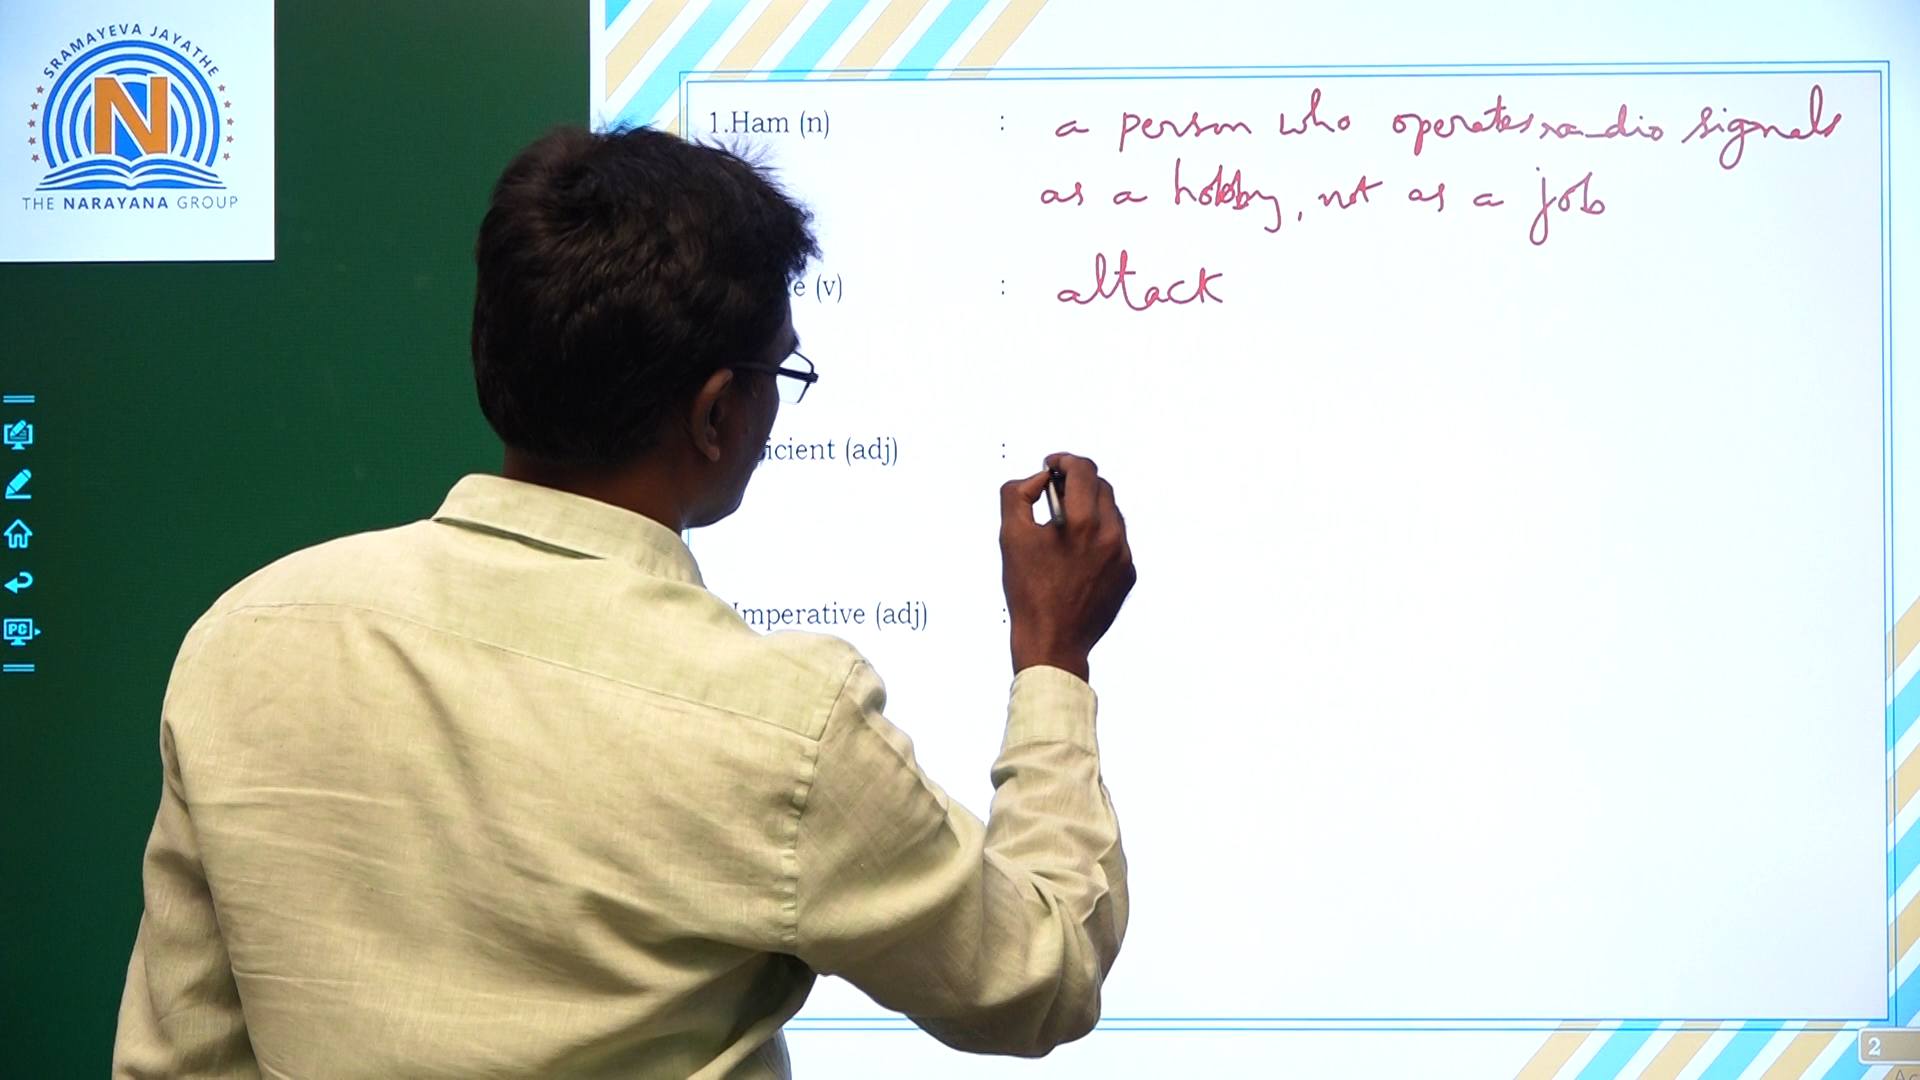 SRAMAYEVA JAYATHE
N
THE NARAYANA GROUP
1.Ham (n) : a person who operates radio signals
as a hobby, not as a job
e (v) : attack
icient (adj) :
Imperative (adj) :
PC
2